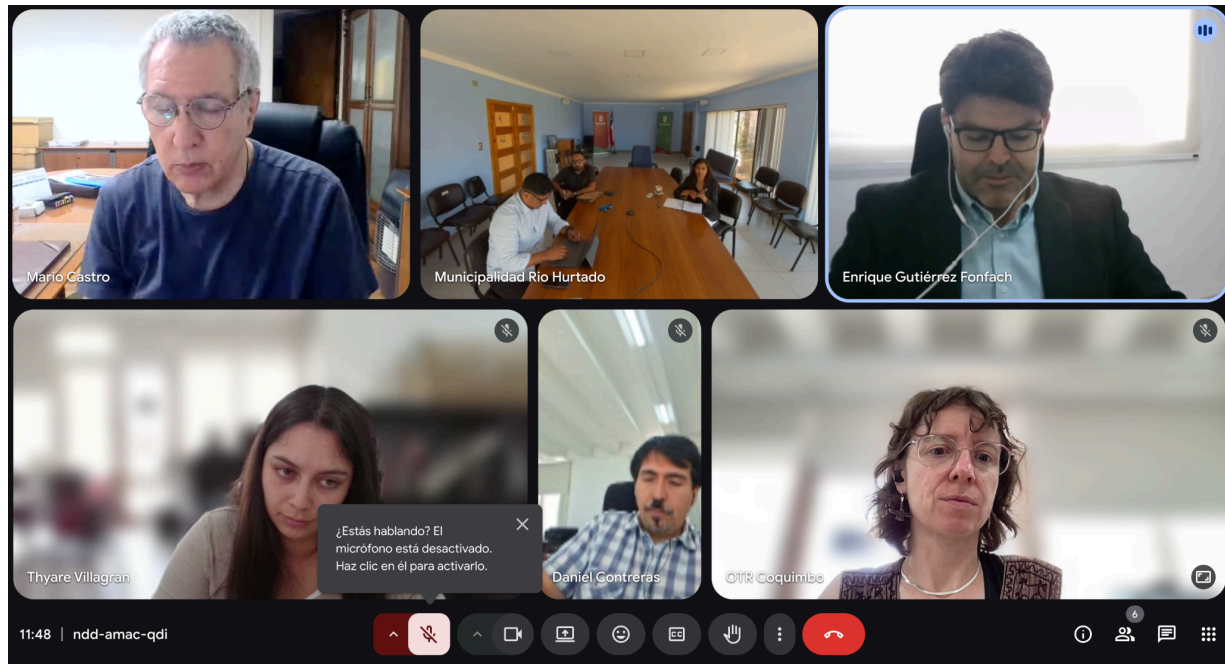 Mario Castro
Municipalidad Rio Hurtado
Enrique Gutiérrez Fonfach
Thyare Villagran
¿Estás hablando? El
micrófono está desactivado.
Haz clic en él para activarlo.
Daniel Contreras
OTR Coquimbo
11:48 | ndd-amac-qdi
CC
6